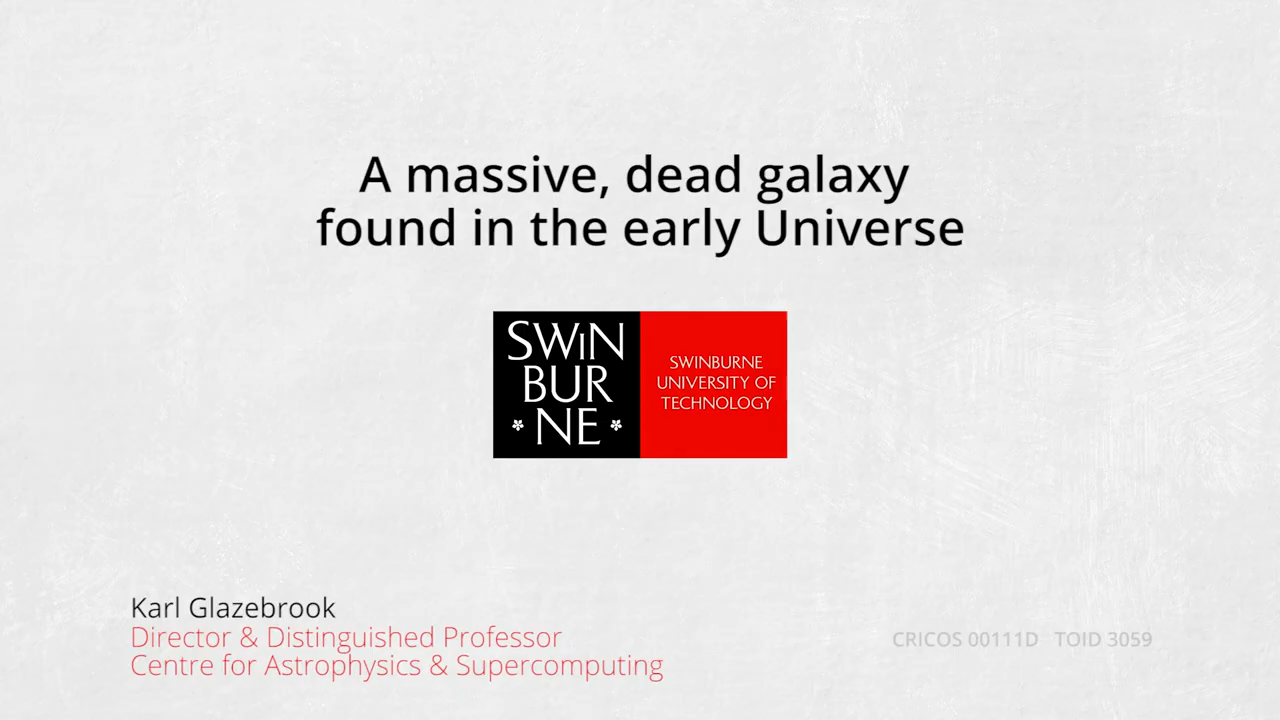 A massive, dead galaxy
found in the early Universe
SWiN
BUR
NE
SWINBURNE
UNIVERSITY OF
TECHNOLOGY
Karl Glazebrook
Director & Distinguished Professor
Centre for Astrophysics & Supercomputing
CRICOS 00111D TOID 3059